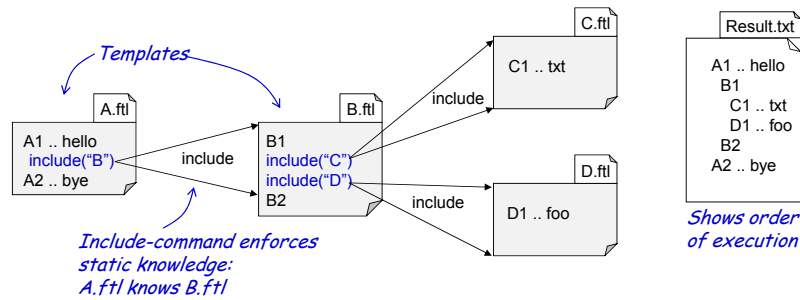 Templates
A.ftl
A1 .. hello
include(“B”)
A2 .. bye
include
Include-command enforces
static knowledge:
A.ftl knows B.ftl
B.ftl
B1
include(“C”)
include(“D”)
B2
include
include
C.ftl
C1 .. txt
D.ftl
D1 .. foo
Result.txt
A1 .. hello
B1
C1 .. txt
D1 .. foo
B2
A2 .. bye
Shows order
of execution